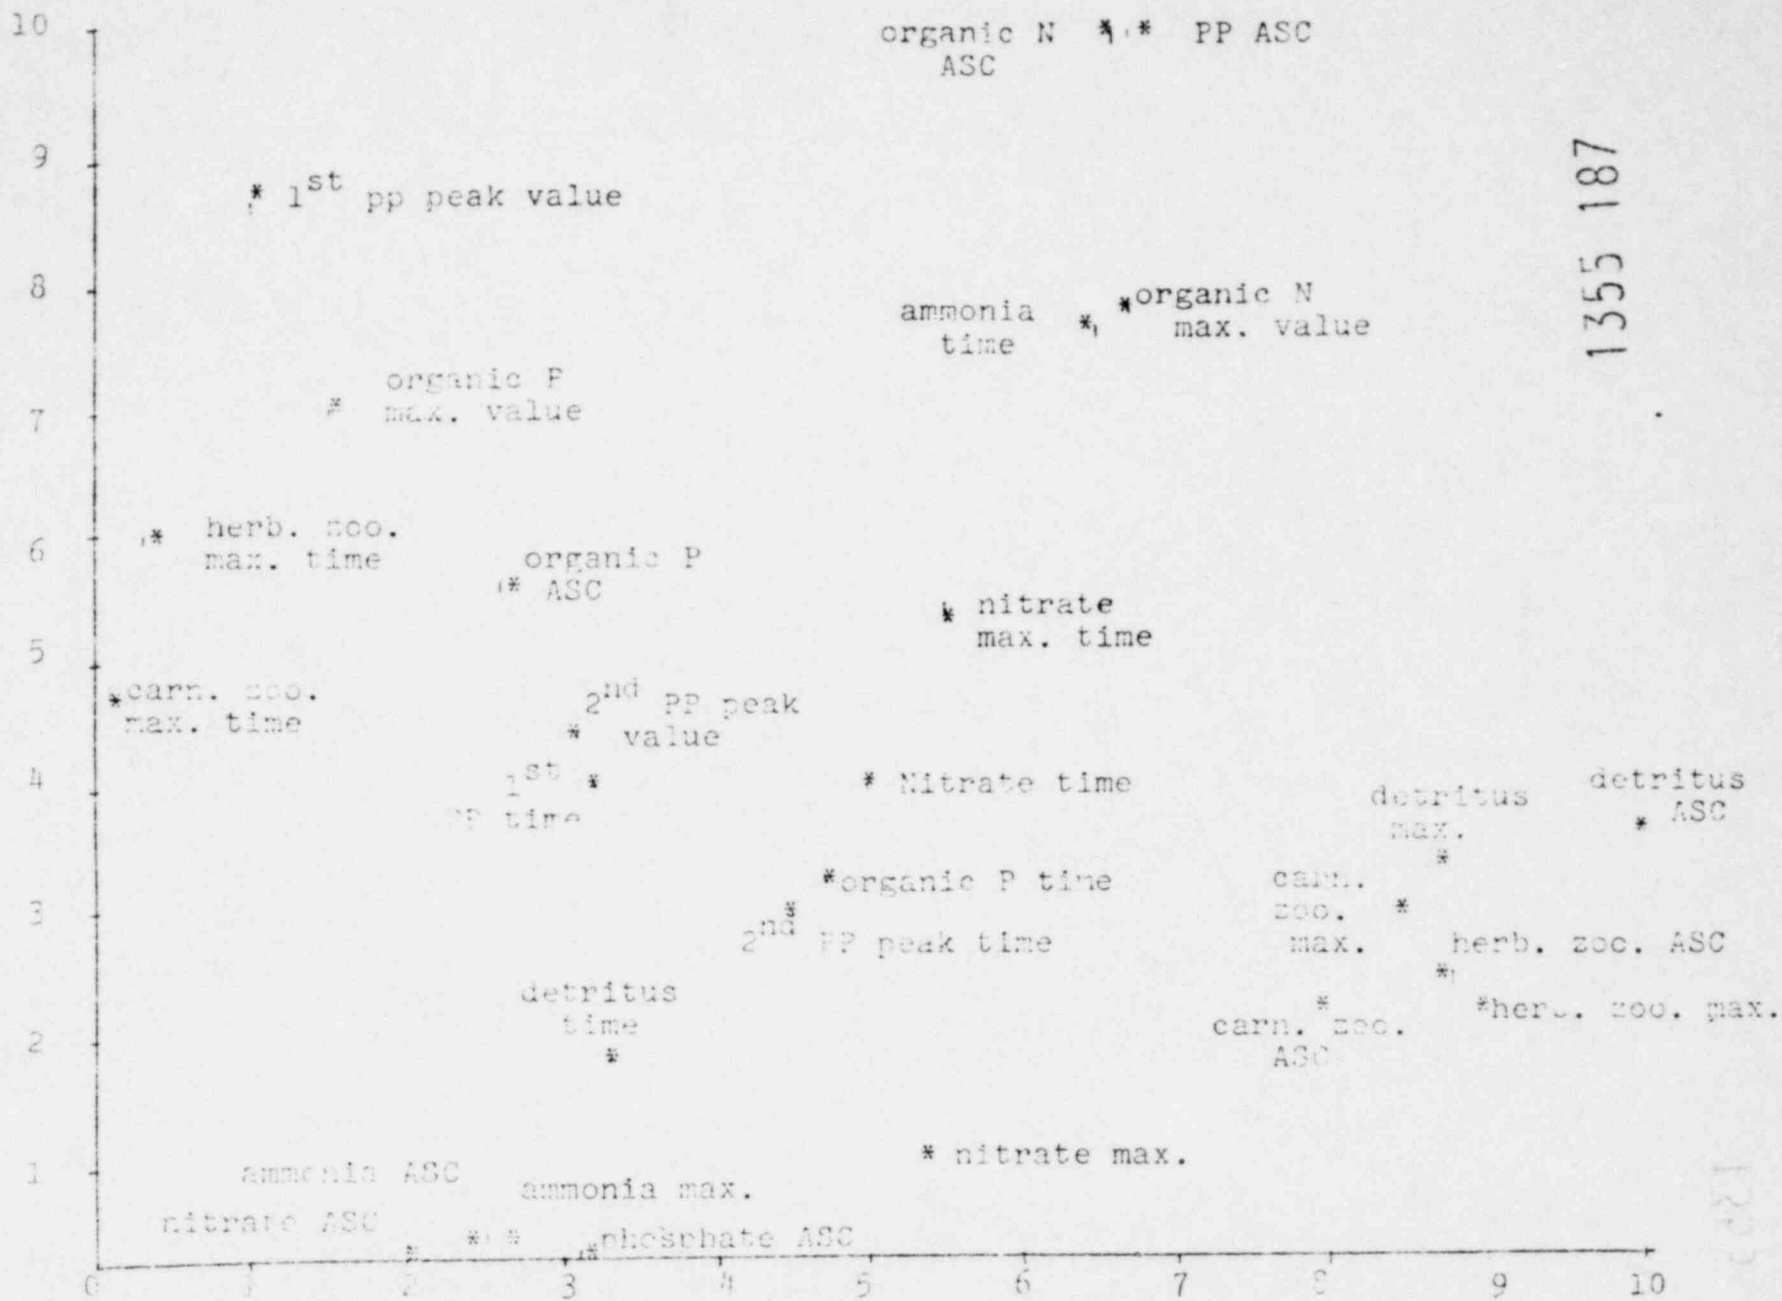 10
organic N * * PP ASC
ASC
9
* 1st pp peak value
1355 187
8
ammonia
time
* *organic N
max. value
organic P
* max. value
7
6
* herb. zoo.
max. time
organic P
* ASC
* nitrate
max. time
5
*carn. zoo.
max. time
2nd PP peak
* value
4
1st *
PP time
* Nitrate time
detritus
max.
*
detritus
ASC
*
*organic P time
carn.
zoo. *
max.
3
*
2nd PP peak time
herb. zoo. ASC
*
detritus
time
*
*
carn. zoo.
ASC
*herb. zoo. max.
2
* nitrate max.
1
ammonia ASC
ammonia max.
nitrate ASC
* * * *phosphate ASC
0 1 2 3 4 5 6 7 8 9 10